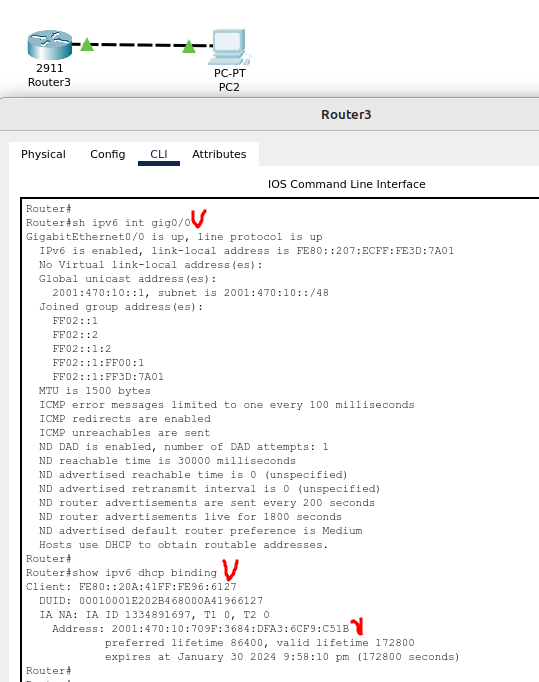 2911
Router3
PC-PT
PC2
Router3
Physical Config CLI Attributes
IOS Command Line Interface
Router#
Router#sh ipv6 int gig0/0
GigabitEthernet0/0 is up, line protocol is up
IPv6 is enabled, link-local address is FE80::207:ECFF:FE3D:7A01
No Virtual link-local address(es):
Global unicast address(es):
2001:470:10::1, subnet is 2001:470:10::/48
Joined group address(es):
FF02::1
FF02::2
FF02::1:2
FF02::1:FF00:1
FF02::1:FF3D:7A01
MTU is 1500 bytes
ICMP error messages limited to one every 100 milliseconds
ICMP redirects are enabled
ICMP unreachables are sent
ND DAD is enabled, number of DAD attempts: 1
ND reachable time is 30000 milliseconds
ND advertised reachable time is 0 (unspecified)
ND advertised retransmit interval is 0 (unspecified)
ND router advertisements are sent every 200 seconds
ND router advertisements live for 1800 seconds
ND advertised default router preference is Medium
Hosts use DHCP to obtain routable addresses.
Router#
Router#show ipv6 dhcp binding
Client: FE80::20A:41FF:FE96:6127
DUID: 00010001E202B468000A41966127
IA NA: IA ID 1334891697, T1 0, T2 0
Address: 2001:470:10:709F:3684:DFA3:6CF9:C51B
preferred lifetime 86400, valid lifetime 172800
expires at January 30 2024 9:58:10 pm (172800 seconds)
Router#